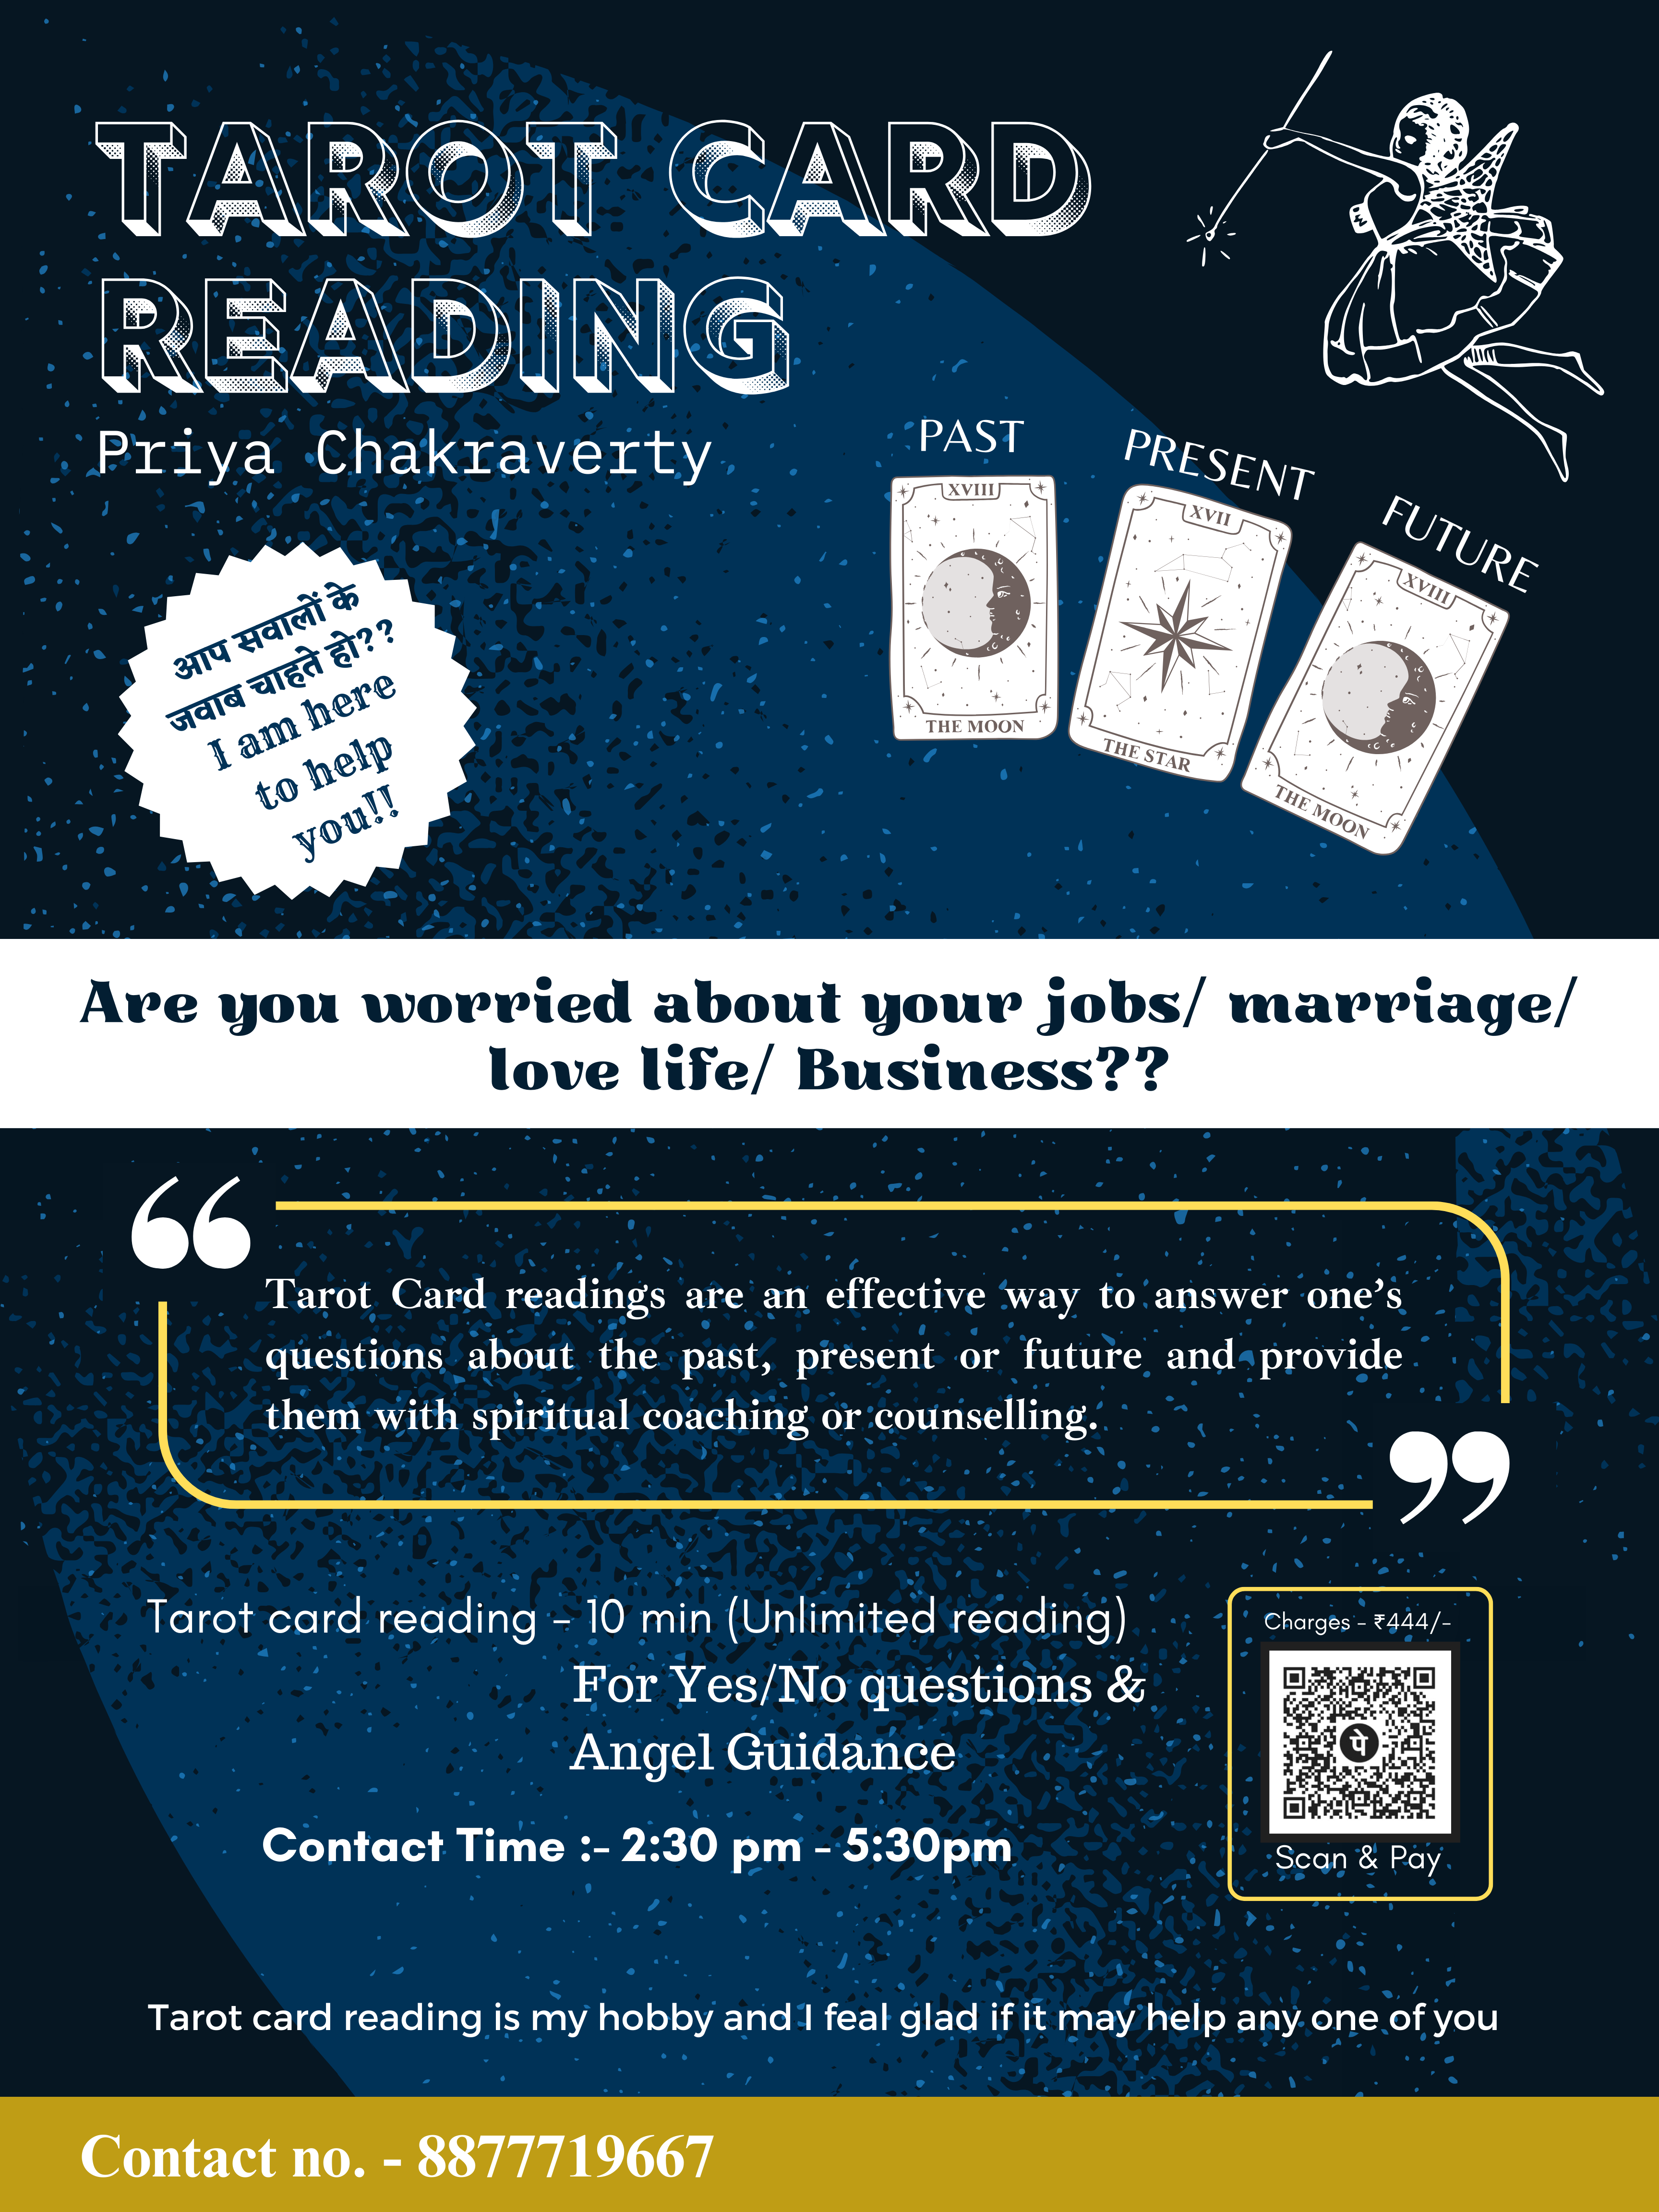 TAROT CARD
READING
Priya Chakraverty
PAST
PRESENT
FUTURE
XVIII
THE MOON
XVII
THE STAR
XVIII
THE MOON
आप सवालों के
जवाब चाहते हो??
I am here
to help
you!!
Are you worried about your jobs/ marriage/
love life/ Business??
“
Tarot Card readings are an effective way to answer one’s
questions about the past, present or future and provide
them with spiritual coaching or counselling.
”
Tarot card reading - 10 min (Unlimited reading)
For Yes/No questions &
Angel Guidance
Contact Time :- 2:30 pm - 5:30pm
Charges - ₹444/-
पे
Scan & Pay
Tarot card reading is my hobby and I feal glad if it may help any one of you
Contact no. - 8877719667